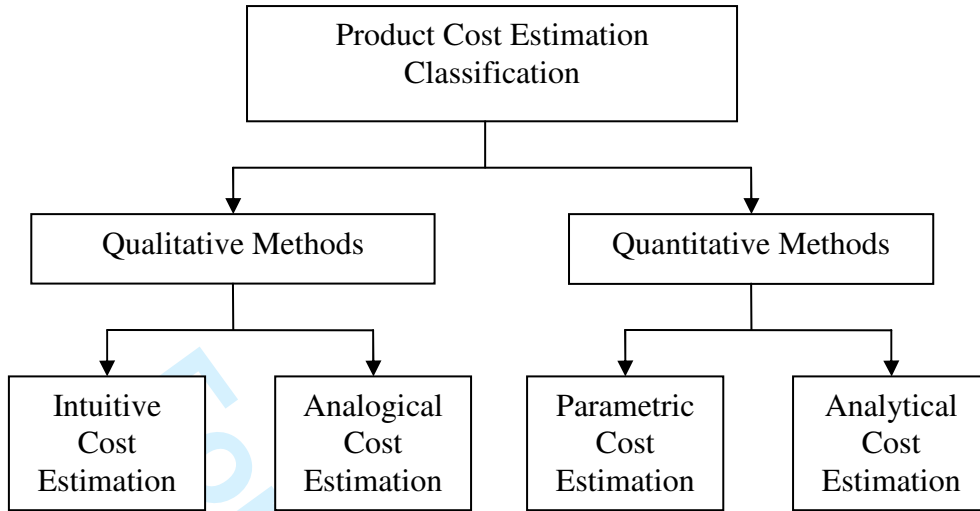 Product Cost Estimation
Classification
Qualitative Methods
Quantitative Methods
Intuitive
Cost
Estimation
Analogical
Cost
Estimation
Parametric
Cost
Estimation
Analytical
Cost
Estimation